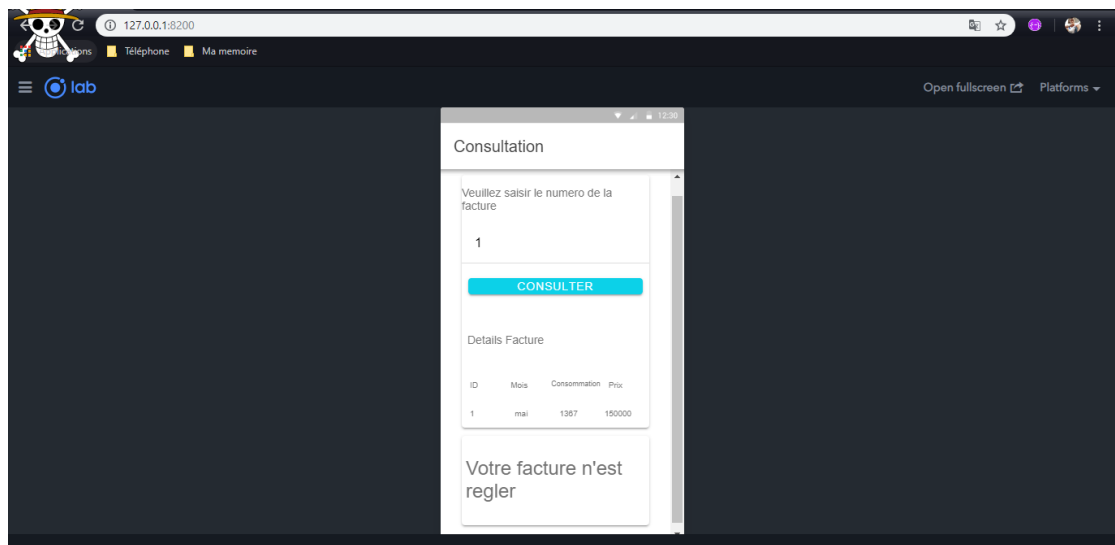 127.0.0.1:8200
Téléphone
Ma memoire
lab
Open fullscreen
Platforms
12:30
Consultation
Veuillez saisir le numero de la
facture
1
CONSULTER
Details Facture
ID Mois Consommation Prix
1 mai 1367 150000
Votre facture n'est
regler